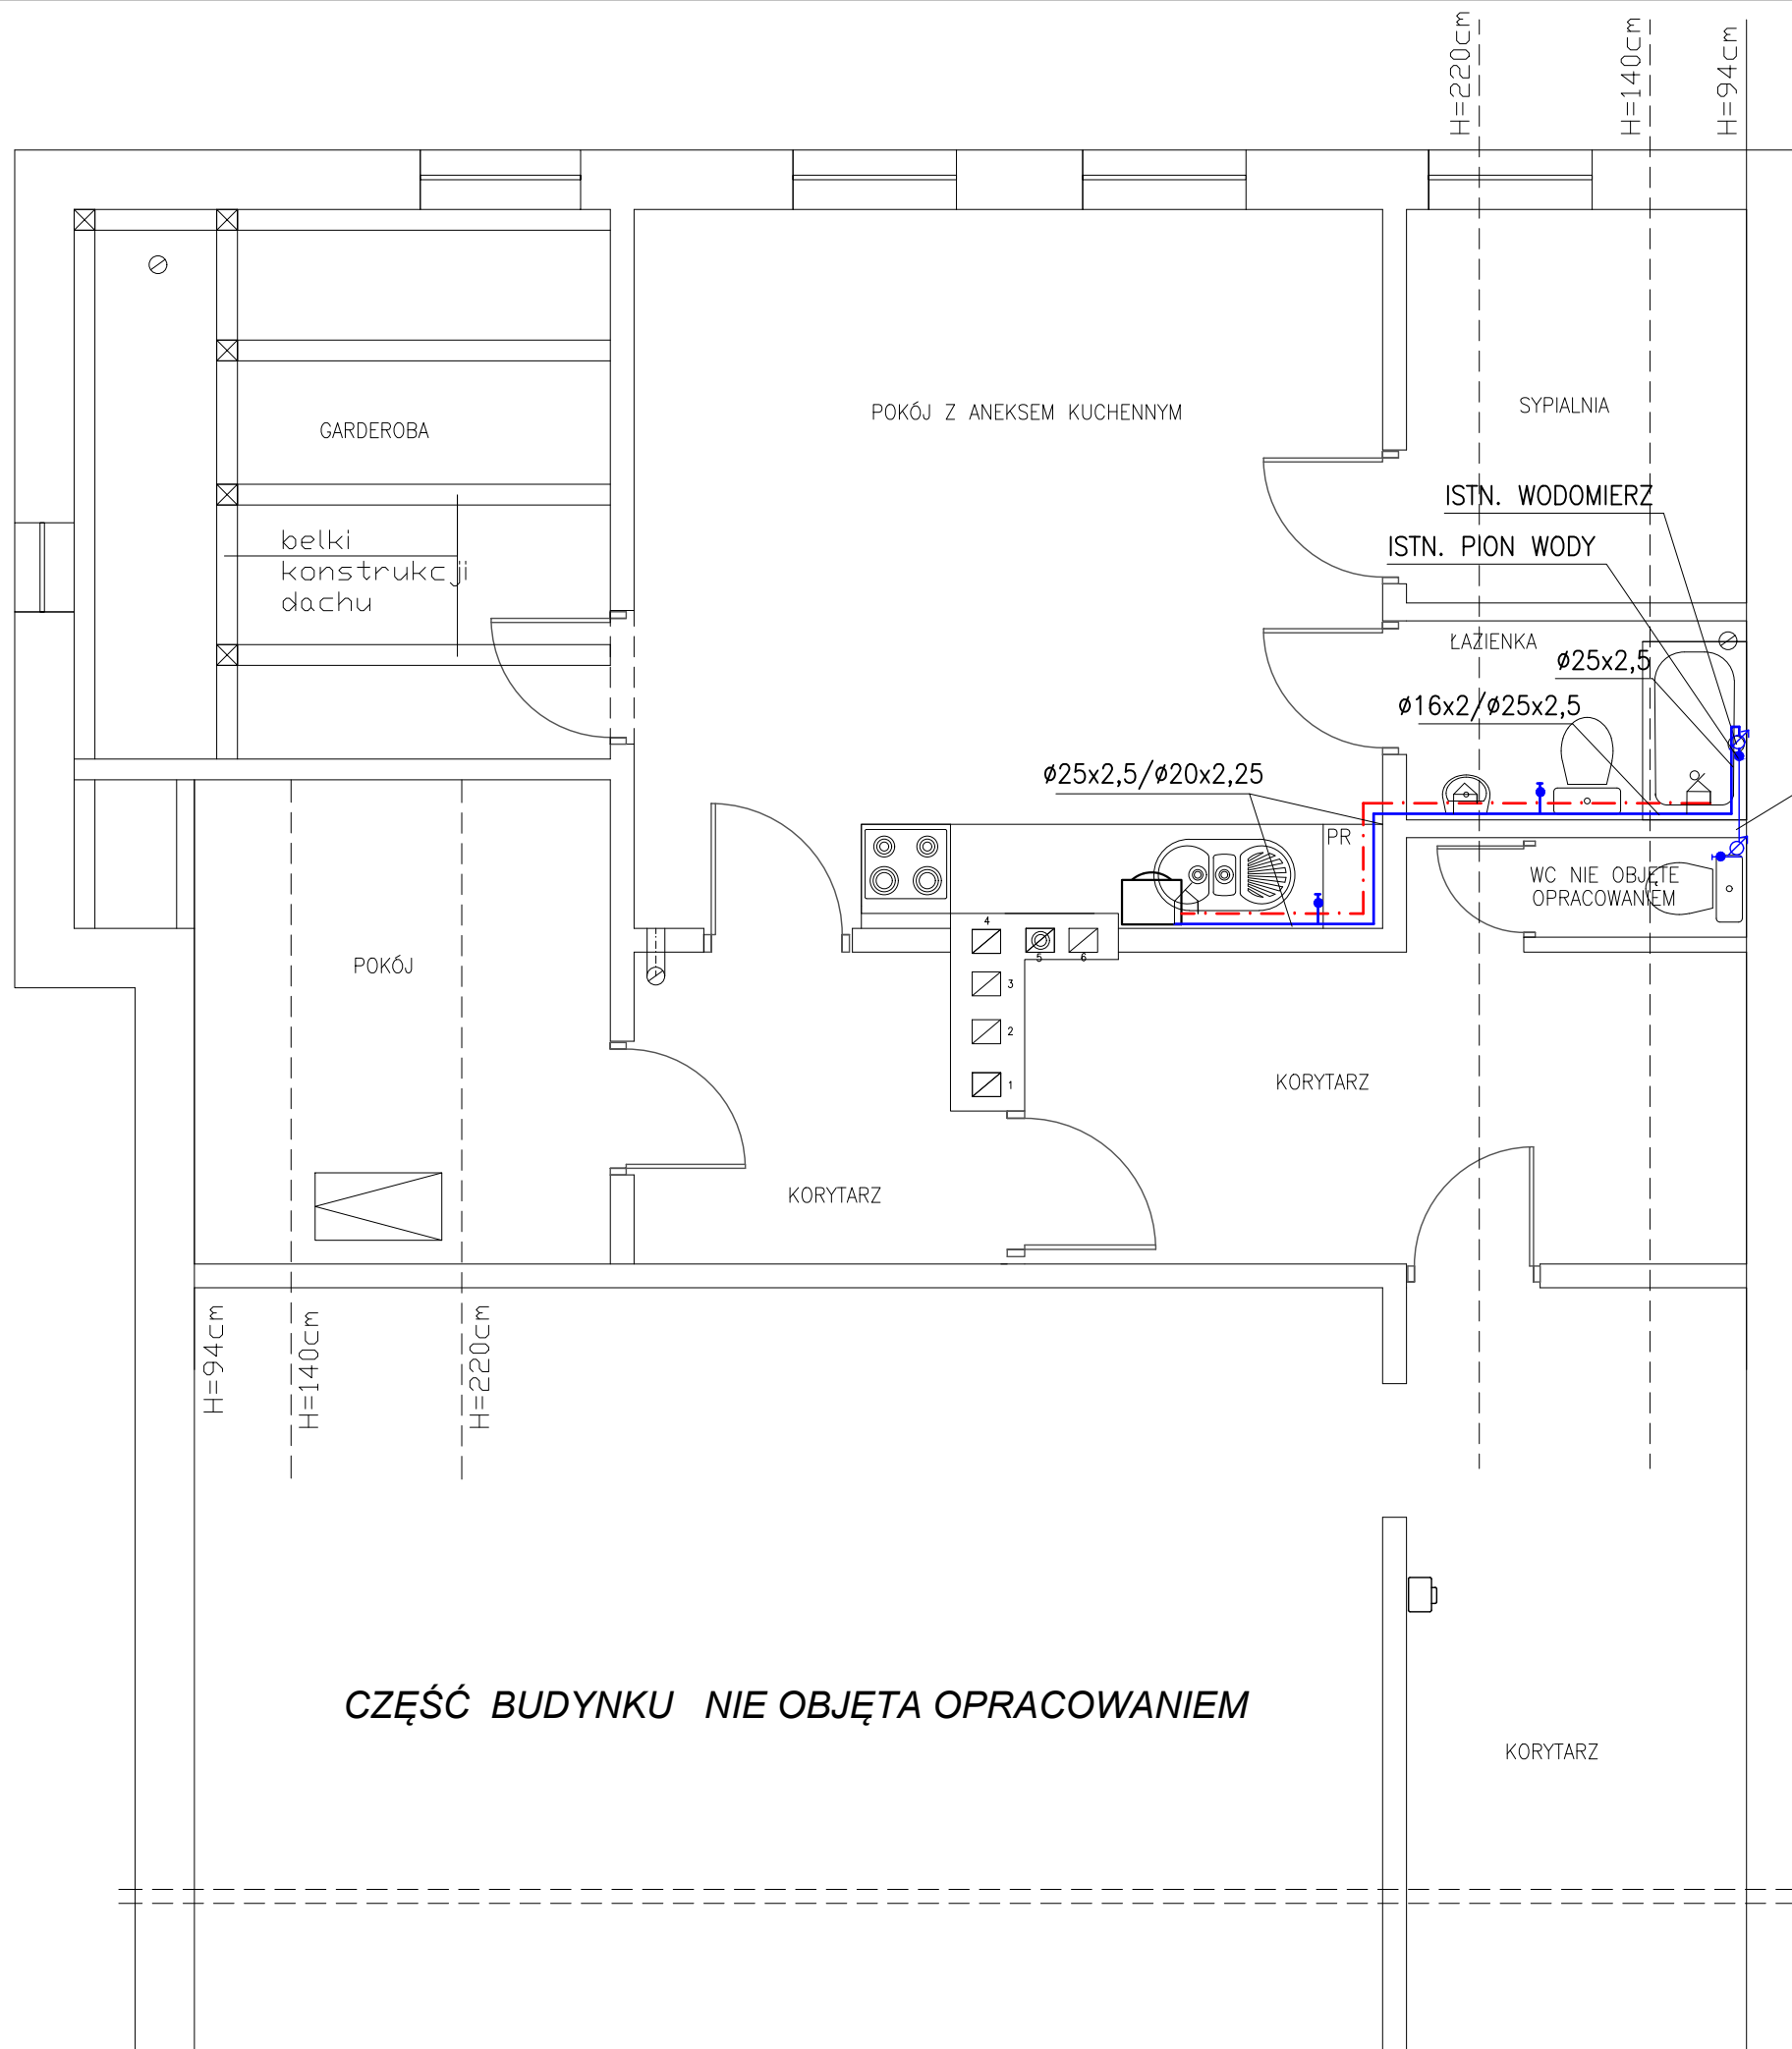 H=220cm
H=140cm
H=94cm
POKÓJ Z ANEKSEM KUCHENNYM
SYPIALNIA
GARDEROBA
ISTN. WODOMIERZ
belki
konstrukcji
dachu
ISTN. PION WODY
ŁAZIENKA
ø25x2,5
ø16x2/ø25x2,5
ø25x2,5/ø20x2,25
PR
WC NIE OBJĘTE
OPRACOWANIEM
4
5
6
POKÓJ
3
2
1
KORYTARZ
KORYTARZ
H=94cm
H=140cm
H=220cm
CZĘŚĆ BUDYNKU NIE OBJĘTA OPRACOWANIEM
KORYTARZ